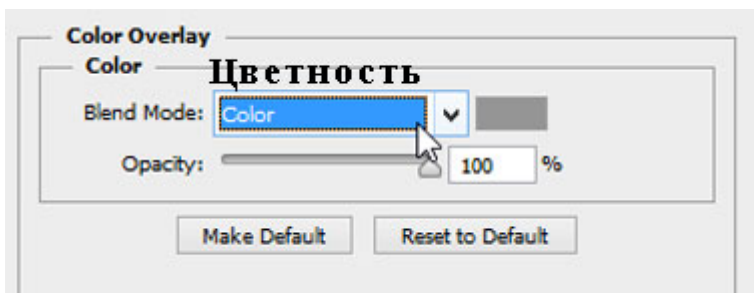 Color Overlay
Color
Цветность
Blend Mode: Color
Opacity: 100 %
Make Default Reset to Default